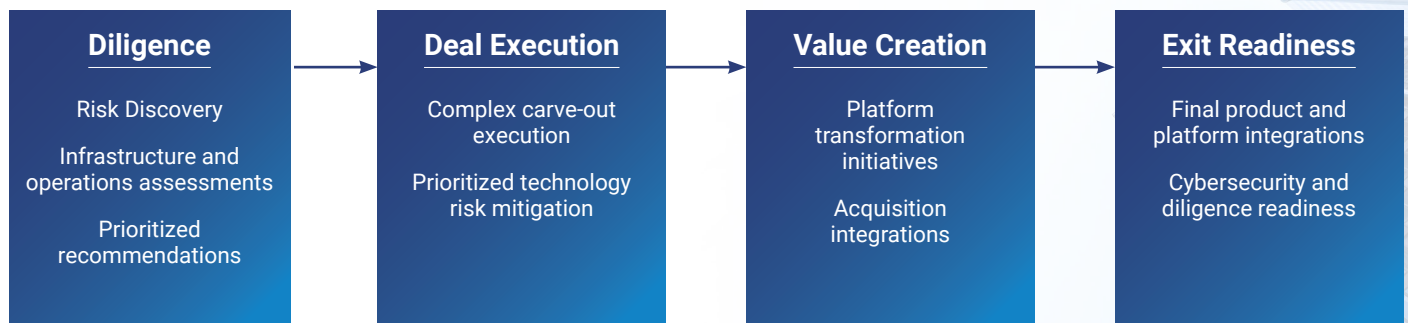 Diligence
Risk Discovery
Infrastructure and
operations assessments
Prioritized
recommendations
Deal Execution
Complex carve-out
execution
Prioritized technology
risk mitigation
Value Creation
Platform
transformation
initiatives
Acquisition
integrations
Exit Readiness
Final product and
platform integrations
Cybersecurity and
diligence readiness